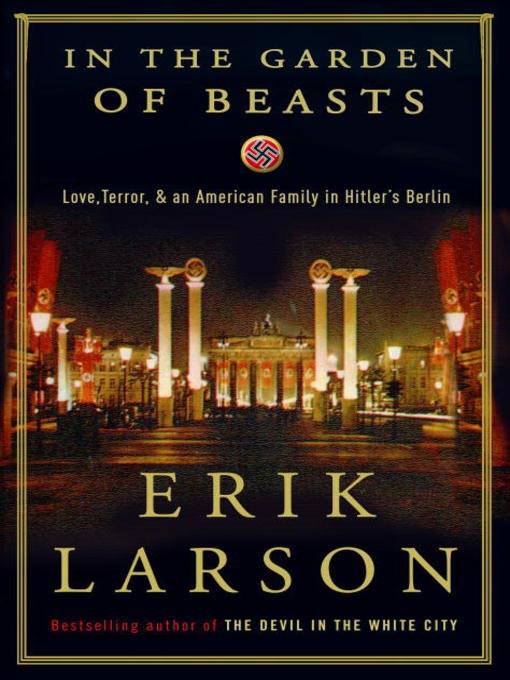 IN THE GARDEN
OF BEASTS
Love, Terror, & an American Family in Hitler's Berlin
ERIK
LARSON
Bestselling author of THE DEVIL IN THE WHITE CITY